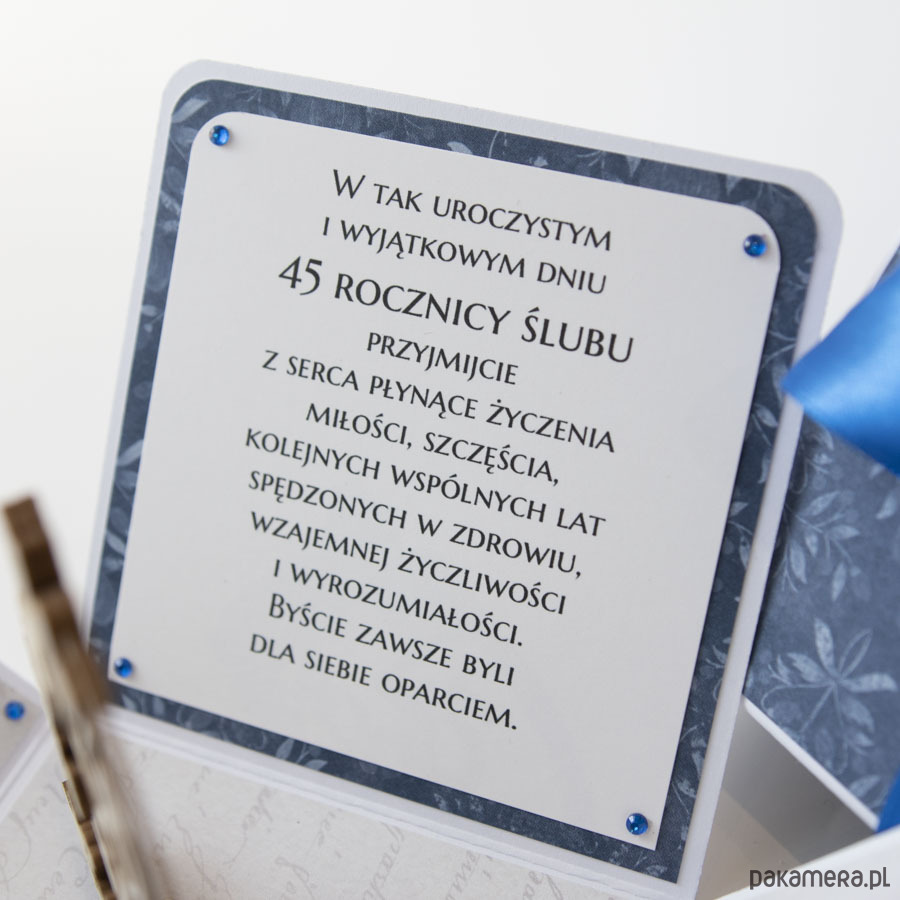 W TAK UROCZYSTYM
I WYJĄTKOWYM DNIU
45 ROCZNICY ŚLUBU
PRZYJMIJCIE
Z SERCA PŁYNĄCE ŻYCZENIA
MIŁOŚCI, SZCZĘŚCIA,
KOLEJNYCH WSPÓLNYCH LAT
SPĘDZONYCH W ZDROWIU,
WZAJEMNEJ ŻYCZLIWOŚCI
I WYROZUMIAŁOŚCI.
BYŚCIE ZAWSZE BYLI
DLA SIEBIE OPARCIEM.
pakamera.pl